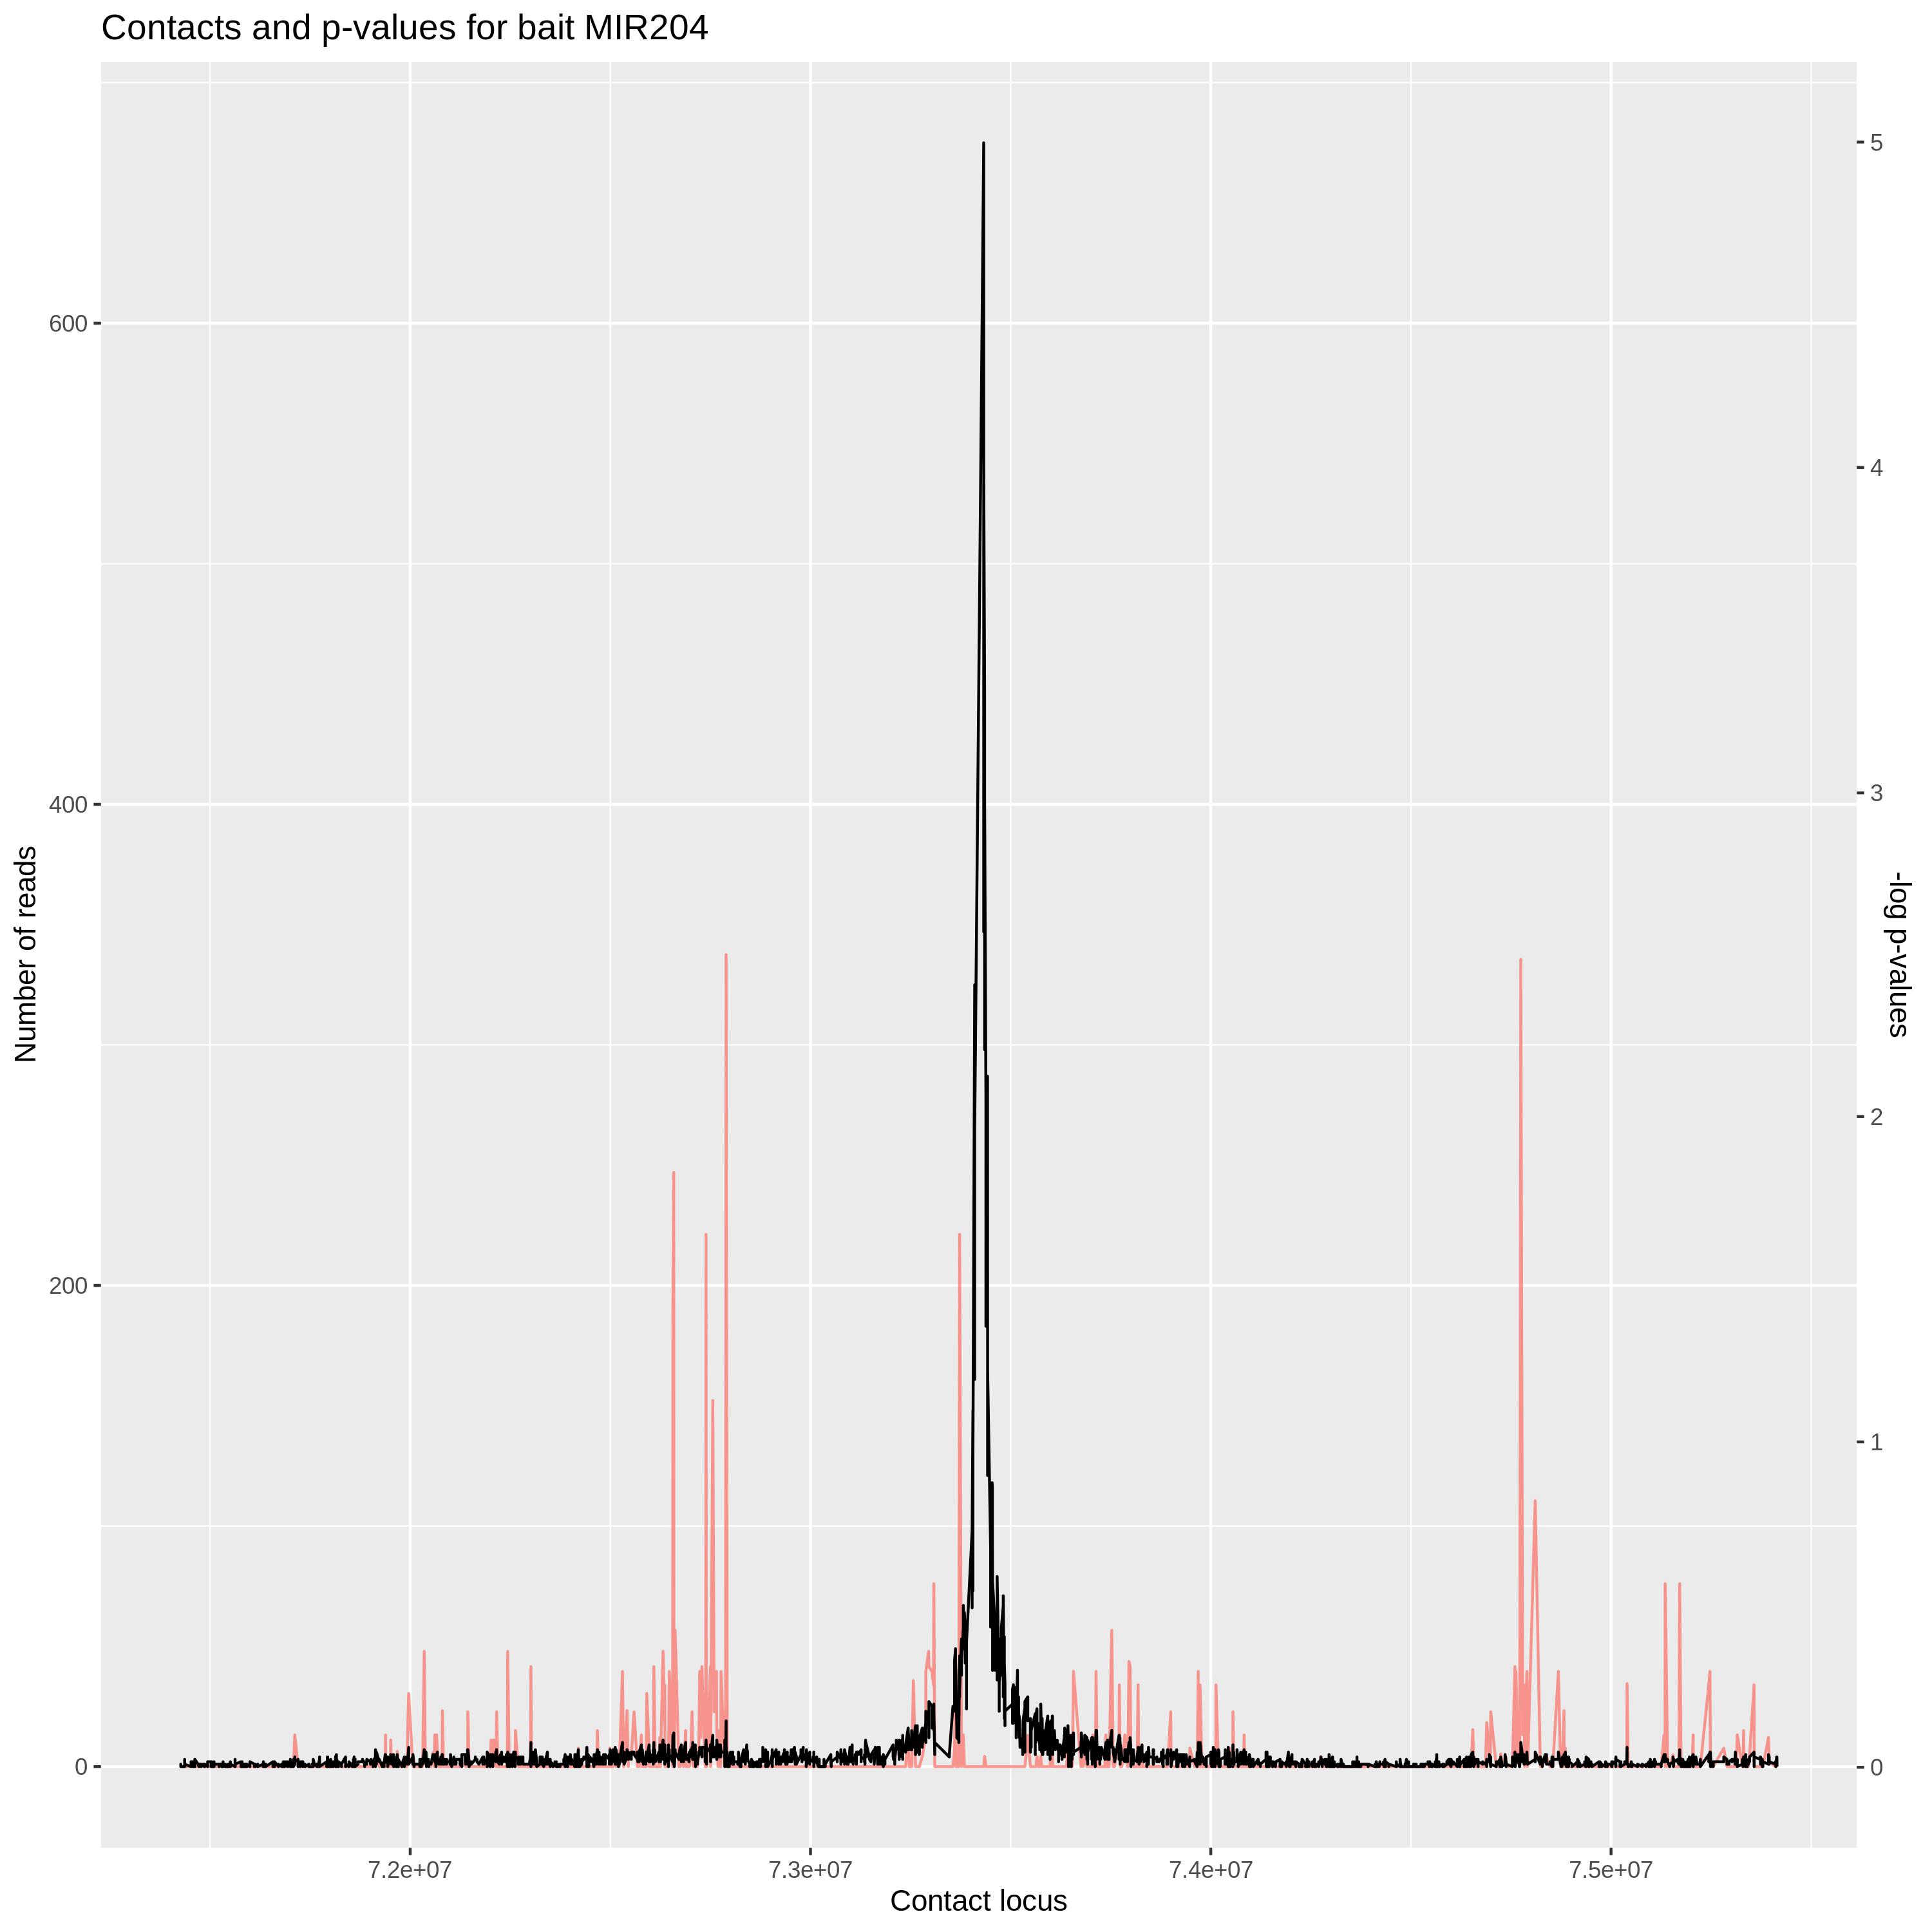 Contacts and p-values for bait MIR204
Number of reads
600
400
200
0
5
4
3
2
1
0
-log p-values
7.2e+07
7.3e+07
7.4e+07
7.5e+07
Contact locus